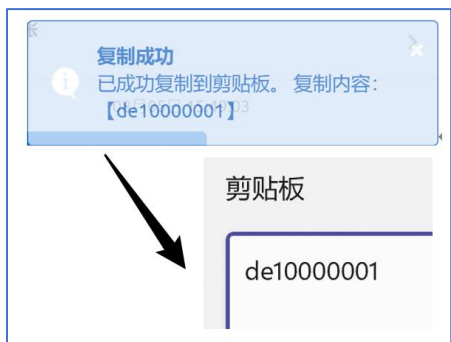 复制成功
已成功复制到剪贴板。 复制内容:
【de10000001】
剪贴板
de10000001